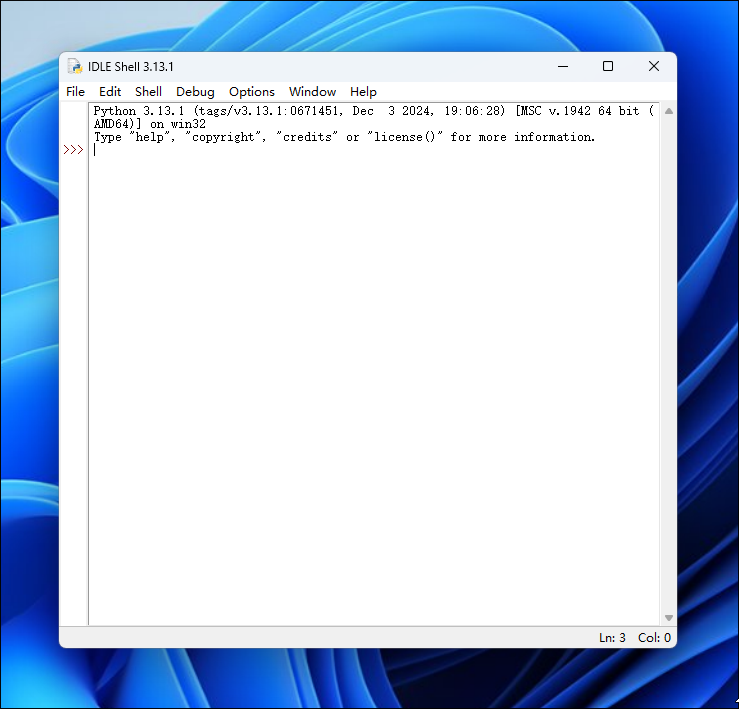 IDLE Shell 3.13.1
File Edit Shell Debug Options Window Help
Python 3.13.1 (tags/v3.13.1:0671451, Dec  3 2024, 19:06:28) [MSC v.1942 64 bit (
AMD64)] on win32
Type "help", "copyright", "credits" or "license()" for more information.
>>>
Ln: 3 Col: 0